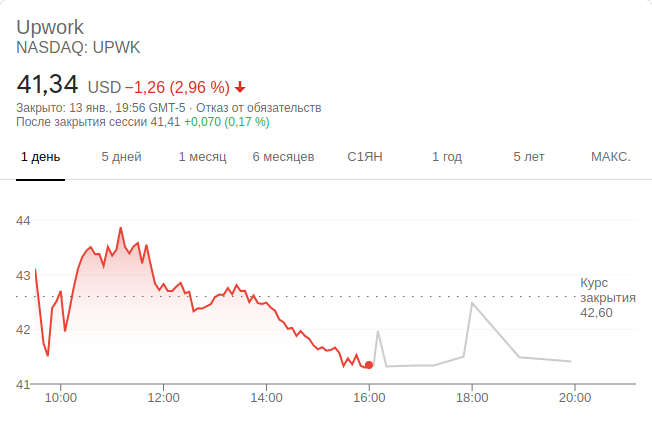 Upwork
NASDAQ: UPWK
41,34 USD −1,26 (2,96 %)
Закрыто: 13 янв., 19:56 GMT-5 · Отказ от обязательств
После закрытия сессии 41,41 +0,070 (0,17 %)
1 день 5 дней 1 месяц 6 месяцев С1ЯН 1 год 5 лет МАКС.
44
43
Курс
закрытия
42,60
42
41
10:00 12:00 14:00 16:00 18:00 20:00